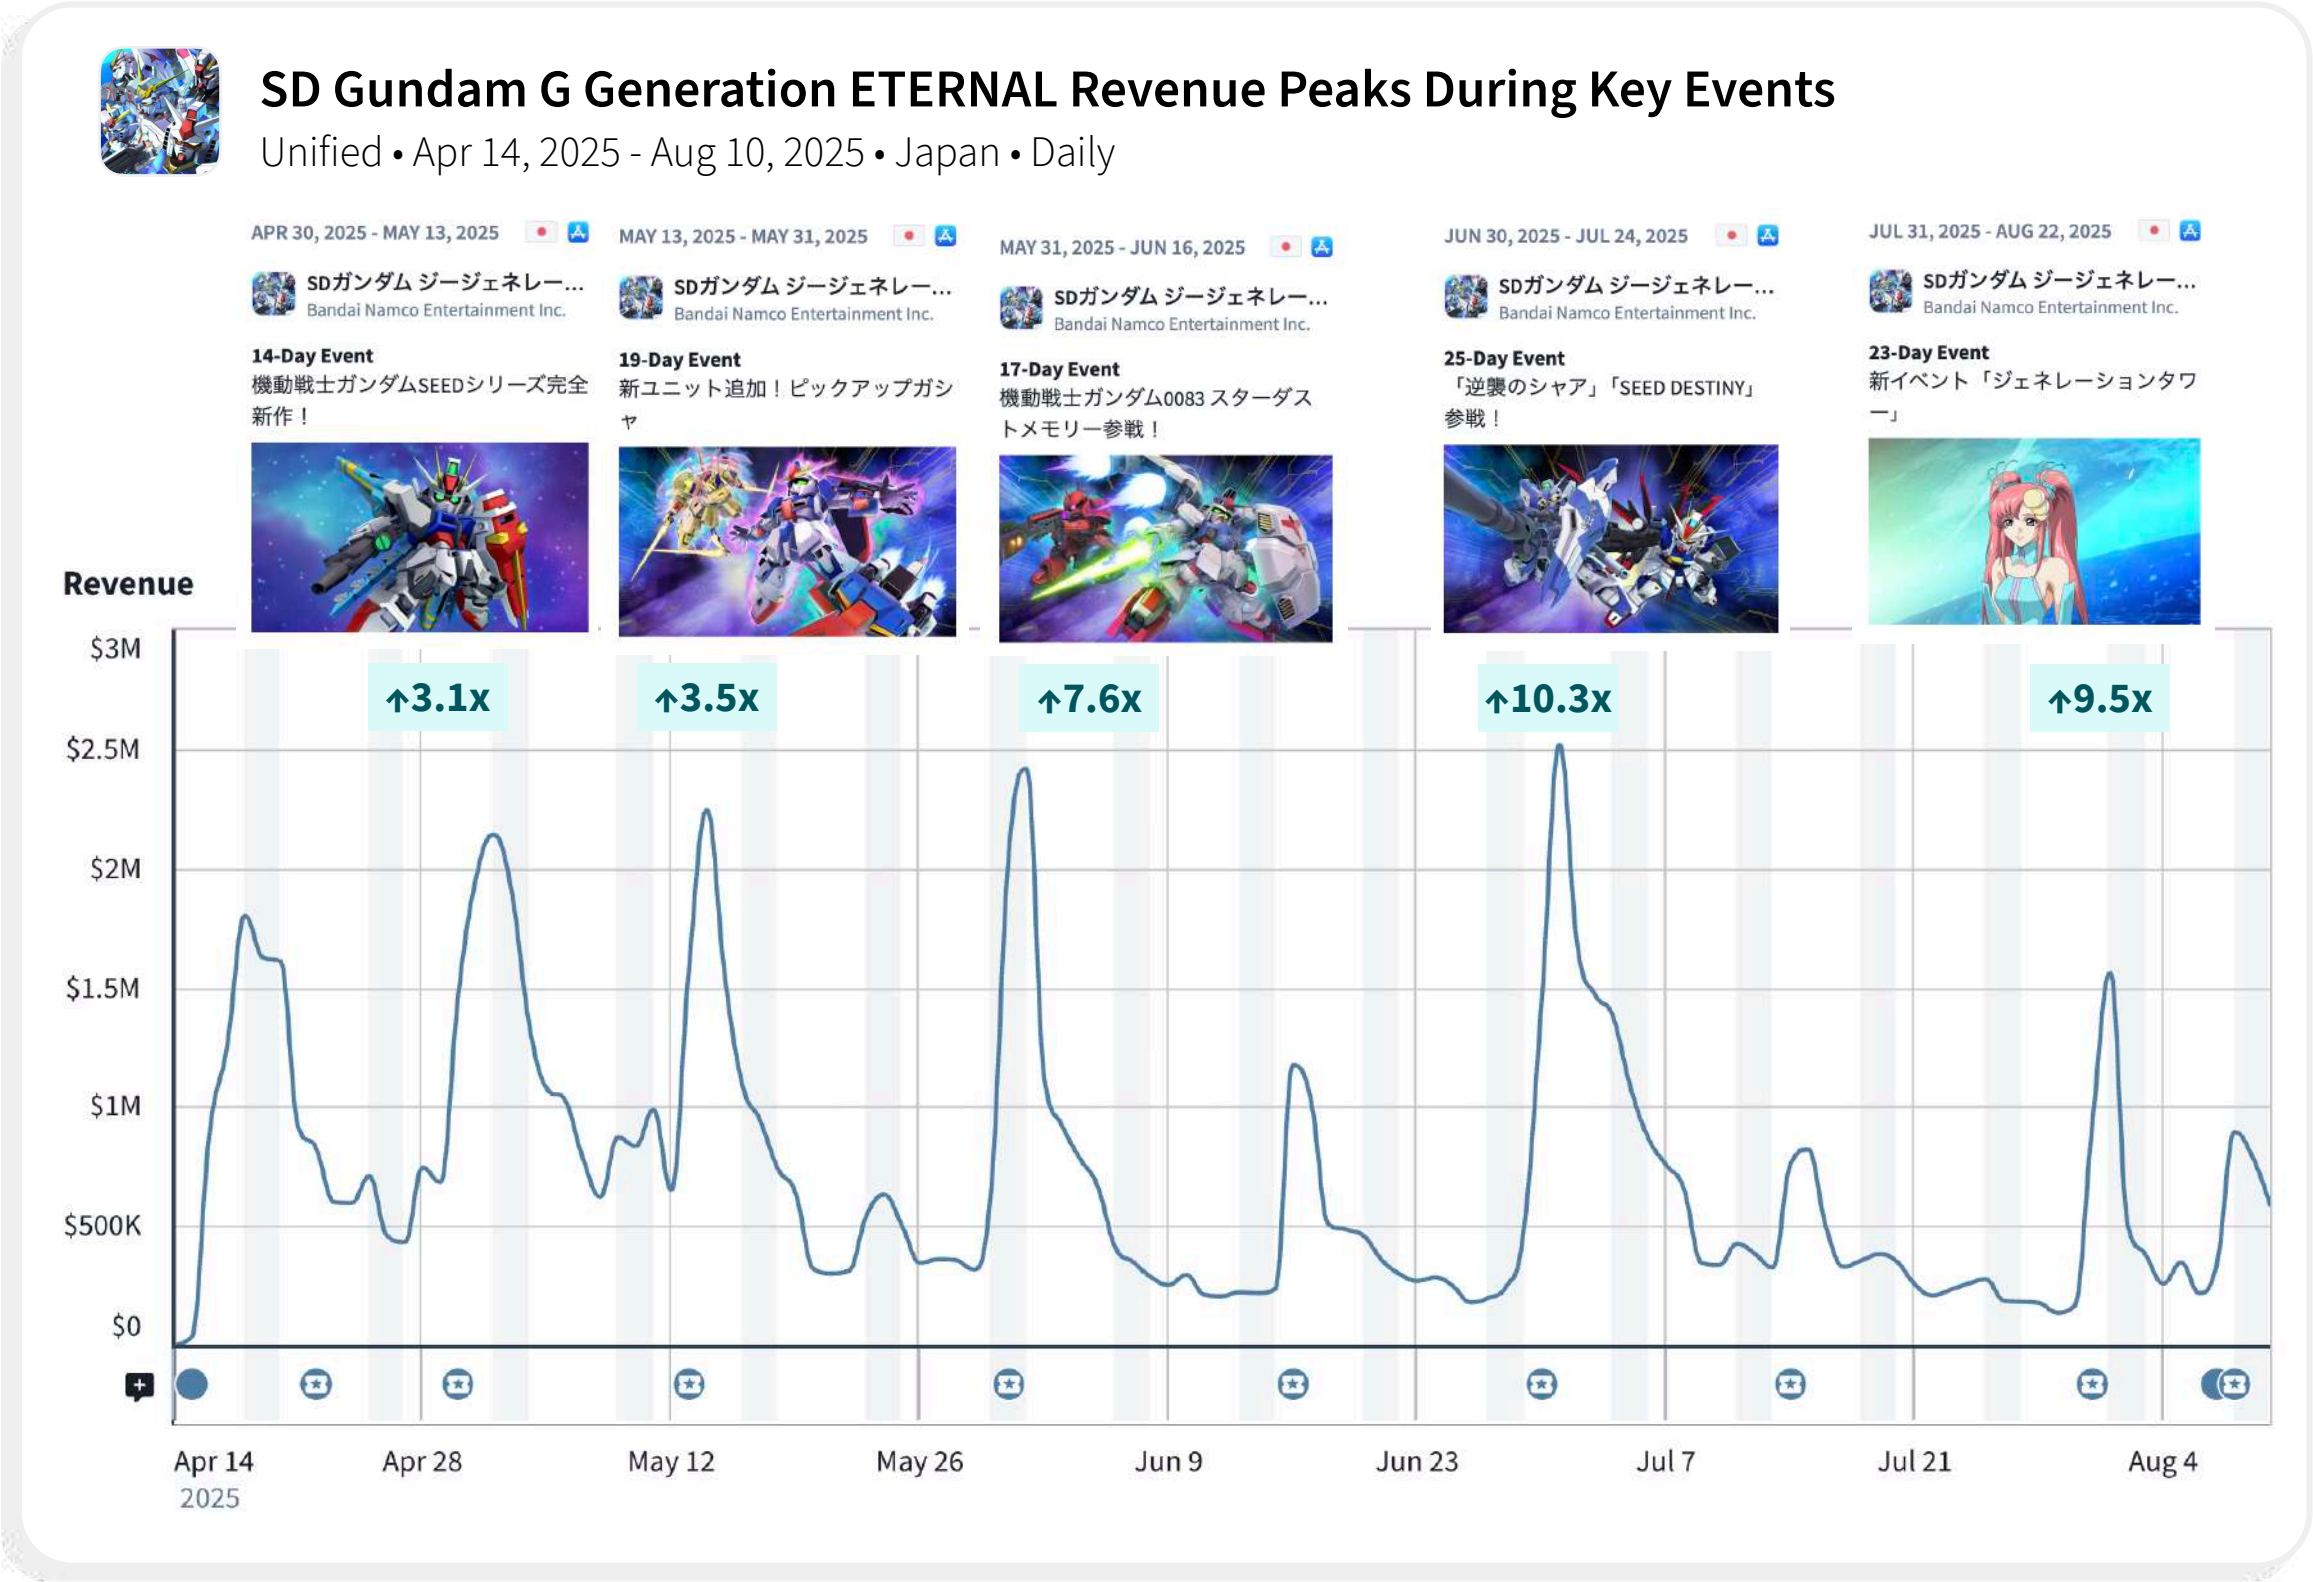 SD Gundam G Generation ETERNAL Revenue Peaks During Key Events
Unified • Apr 14, 2025 - Aug 10, 2025 • Japan • Daily
APR 30, 2025 - MAY 13, 2025
SDガンダム ジージェネレー...
Bandai Namco Entertainment Inc.
14-Day Event
機動戦士ガンダムSEEDシリーズ完全
新作！
MAY 13, 2025 - MAY 31, 2025
SDガンダム ジージェネレー...
Bandai Namco Entertainment Inc.
19-Day Event
新ユニット追加！ピックアップガシ
ャ
MAY 31, 2025 - JUN 16, 2025
SDガンダム ジージェネレー...
Bandai Namco Entertainment Inc.
17-Day Event
機動戦士ガンダム0083 スターダス
トメモリー参戦！
JUN 30, 2025 - JUL 24, 2025
SDガンダム ジージェネレー...
Bandai Namco Entertainment Inc.
25-Day Event
「逆襲のシャア」「SEED DESTINY」
参戦！
JUL 31, 2025 - AUG 22, 2025
SDガンダム ジージェネレー...
Bandai Namco Entertainment Inc.
23-Day Event
新イベント「ジェネレーションタワ
ー」
Revenue
$3M
$2.5M
$2M
$1.5M
$1M
$500K
$0
↑3.1x
↑3.5x
↑7.6x
↑10.3x
↑9.5x
Apr 14
2025
Apr 28
May 12
May 26
Jun 9
Jun 23
Jul 7
Jul 21
Aug 4